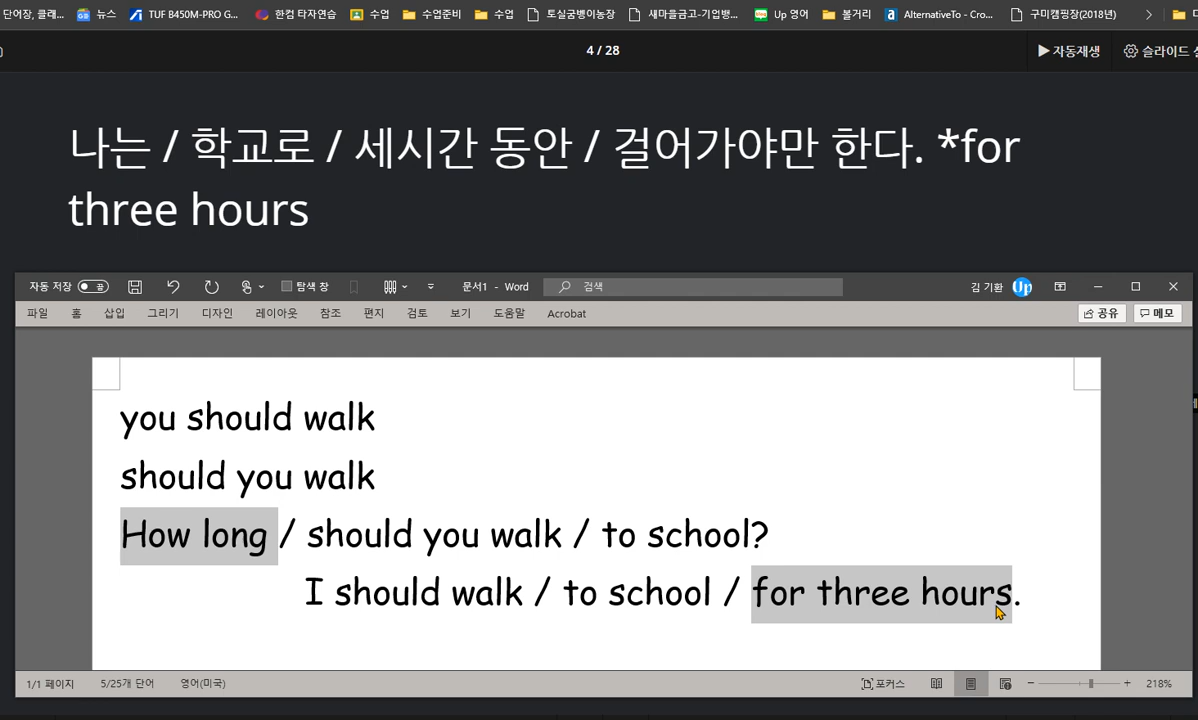 단어장, 클래... 뉴스 TUF B450M-PRO G... 한컴 타자연습 수업 수업준비 수업 토실굼벵이농장 새마을금고-기업뱅... Up 영어 볼거리 AlternativeTo - Cro... 구미캠핑장(2018년)
4 / 28 자동재생 슬라이드
나는 / 학교로 / 세시간 동안 / 걸어가야만 한다. *for
three hours
자동 저장 끔 탐색 창 문서1 - Word 검색 김 기환 Up
파일 홈 삽입 그리기 디자인 레이아웃 참조 편지 검토 보기 도움말 Acrobat 공유 메모
you should walk
should you walk
How long / should you walk / to school?
I should walk / to school / for three hours.
1/1 페이지 5/25개 단어 영어(미국) 포커스 218%